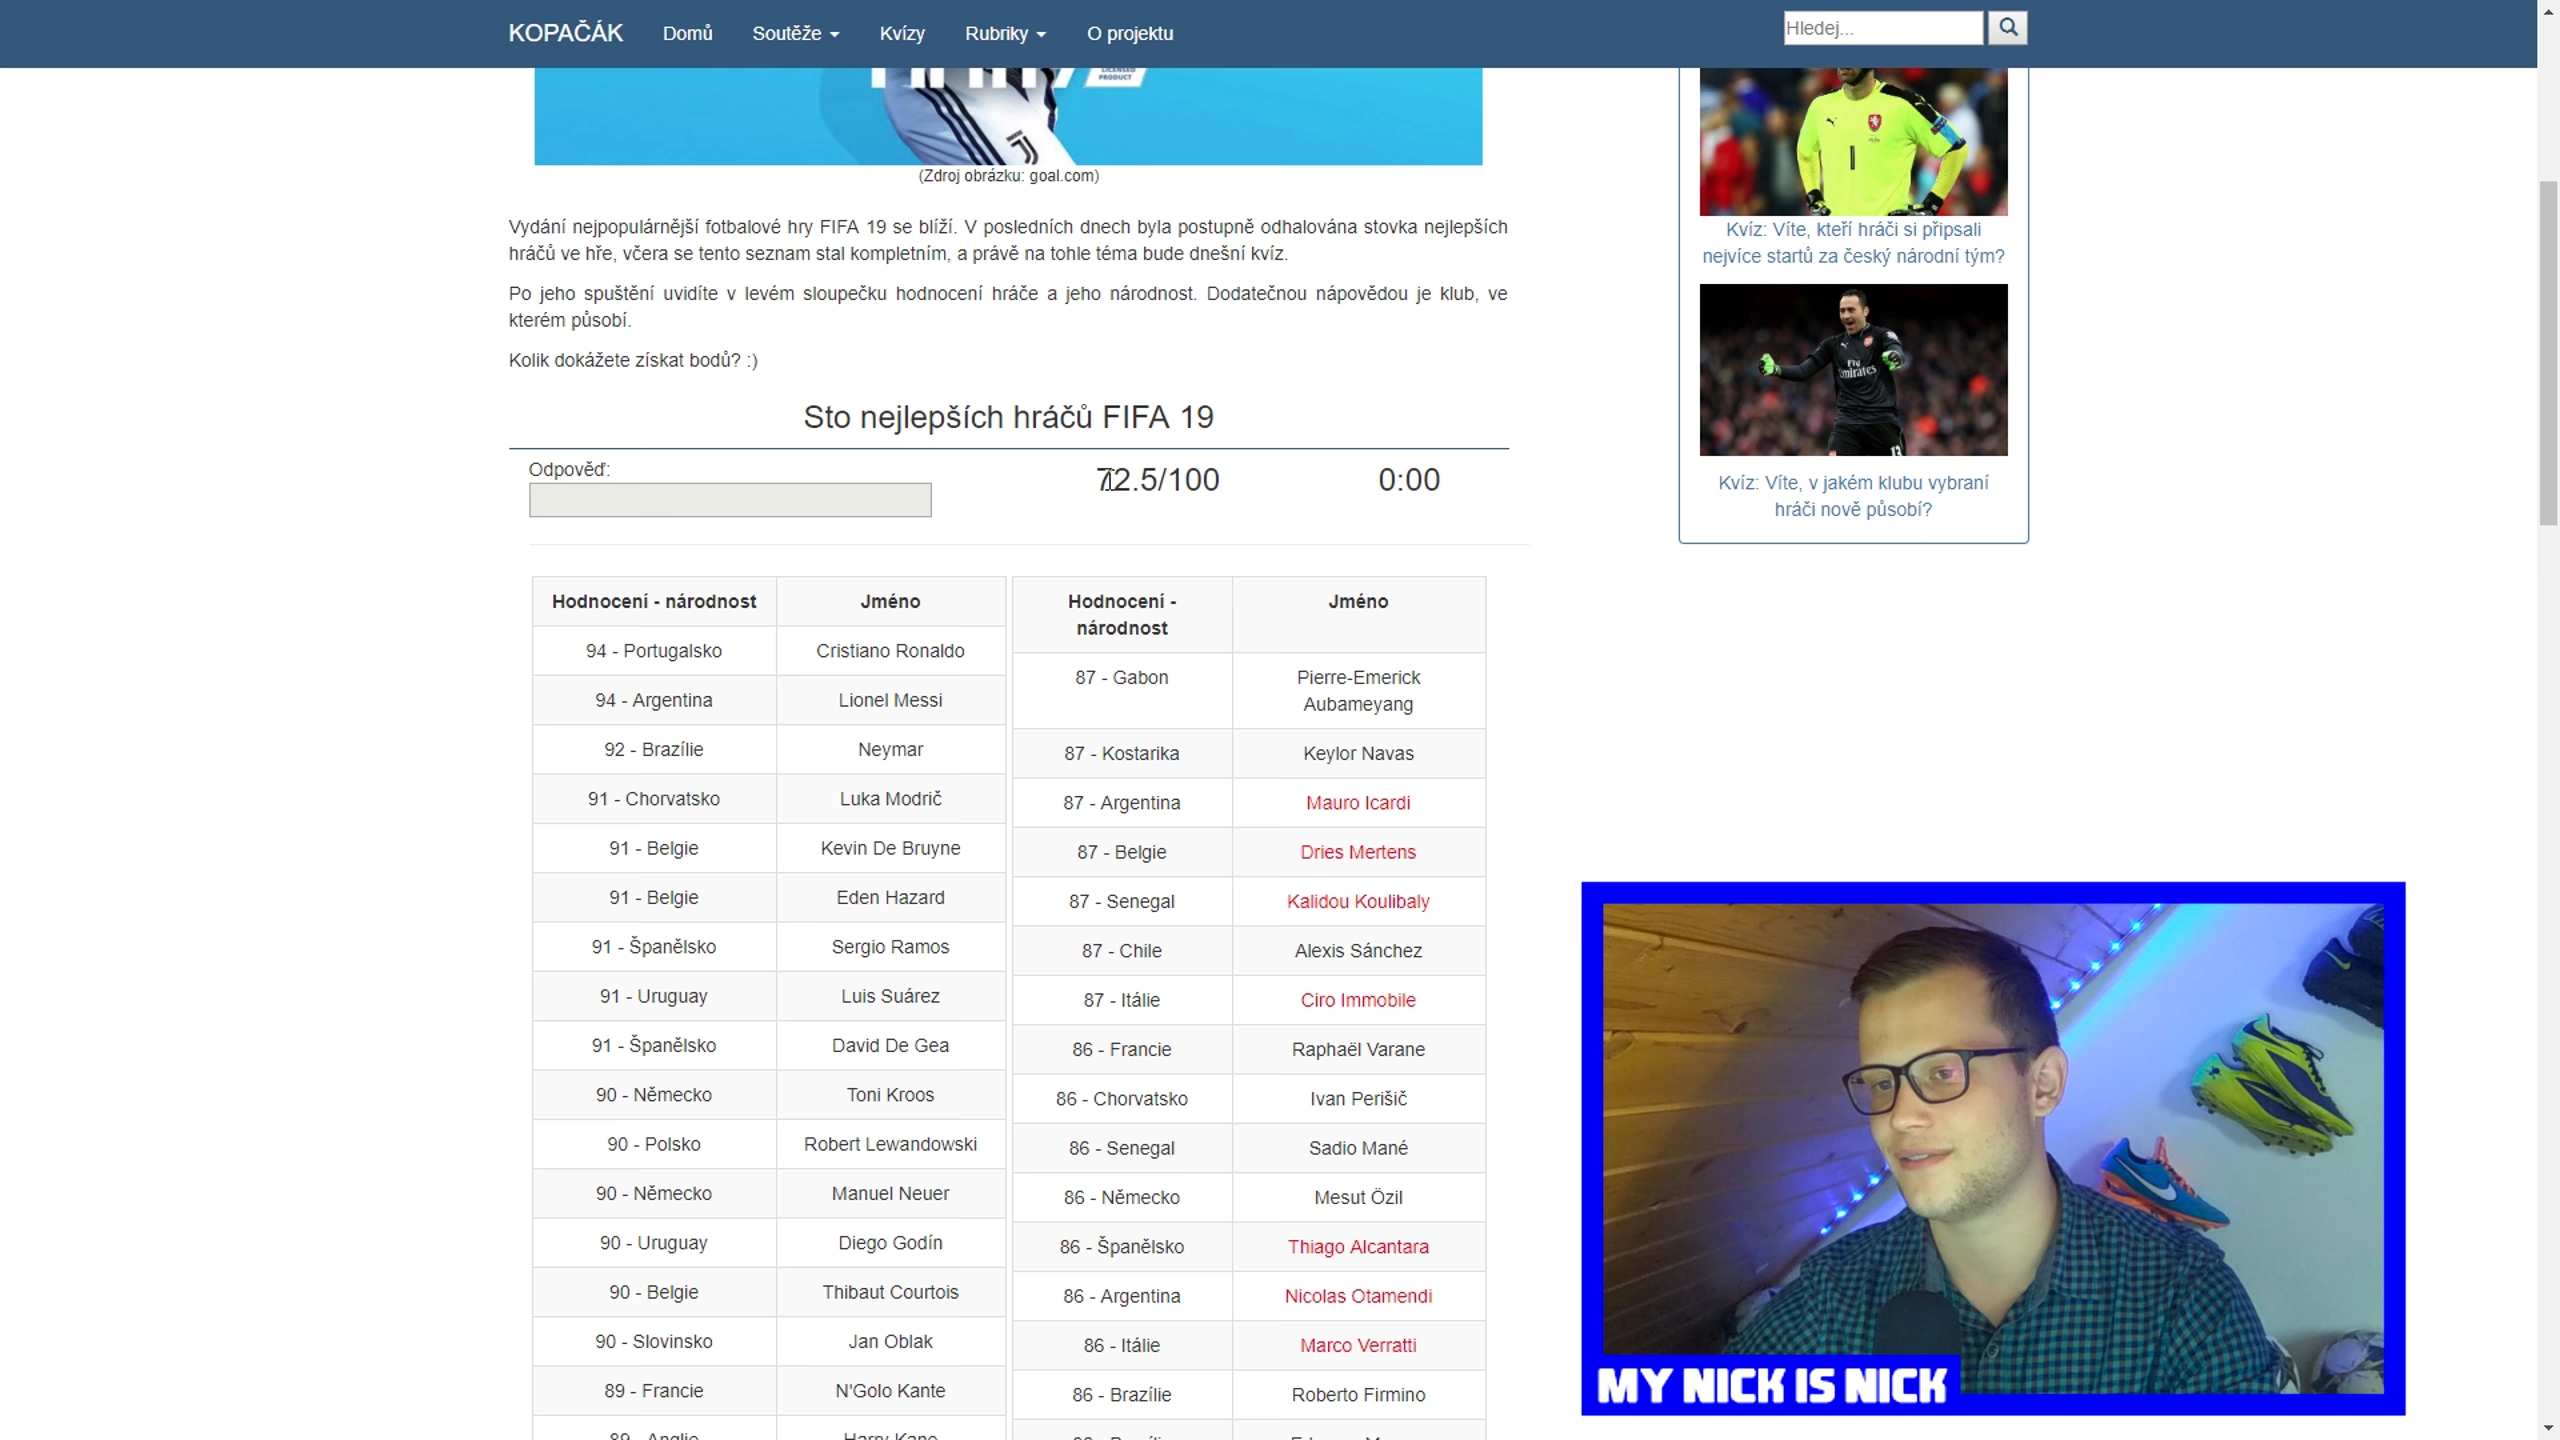 KOPAČÁK
Domů
Soutěže
Kvízy
Rubriky
O projektu
Hledej...
LICENSED
PRODUCT
(Zdroj obrázku: goal.com)
Vydání nejpopulárnější fotbalové hry FIFA 19 se blíží. V posledních dnech byla postupně odhalována stovka nejlepších
hráčů ve hře, včera se tento seznam stal kompletním, a právě na tohle téma bude dnešní kvíz.
Po jeho spuštění uvidíte v levém sloupečku hodnocení hráče a jeho národnost. Dodatečnou nápovědou je klub, ve
kterém působí.
Kolik dokážete získat bodů? :)
Sto nejlepších hráčů FIFA 19
Odpověď:
72.5/100
0:00
Hodnocení - národnost Jméno
94 - Portugalsko Cristiano Ronaldo
94 - Argentina Lionel Messi
92 - Brazílie Neymar
91 - Chorvatsko Luka Modrič
91 - Belgie Kevin De Bruyne
91 - Belgie Eden Hazard
91 - Španělsko Sergio Ramos
91 - Uruguay Luis Suárez
91 - Španělsko David De Gea
90 - Německo Toni Kroos
90 - Polsko Robert Lewandowski
90 - Německo Manuel Neuer
90 - Uruguay Diego Godín
90 - Belgie Thibaut Courtois
90 - Slovinsko Jan Oblak
89 - Francie N'Golo Kante
89 - Anglie Harry Kane
Hodnocení -
národnost
Jméno
87 - Gabon Pierre-Emerick
Aubameyang
87 - Kostarika Keylor Navas
87 - Argentina Mauro Icardi
87 - Belgie Dries Mertens
87 - Senegal Kalidou Koulibaly
87 - Chile Alexis Sánchez
87 - Itálie Ciro Immobile
86 - Francie Raphaël Varane
86 - Chorvatsko Ivan Perišič
86 - Senegal Sadio Mané
86 - Německo Mesut Özil
86 - Španělsko Thiago Alcantara
86 - Argentina Nicolas Otamendi
86 - Itálie Marco Verratti
86 - Brazílie Roberto Firmino
1
Kvíz: Víte, kteří hráči si připsali
nejvíce startů za český národní tým?
Fly
Emirates
13
Kvíz: Víte, v jakém klubu vybraní
hráči nově působí?
MY NICK IS NICK